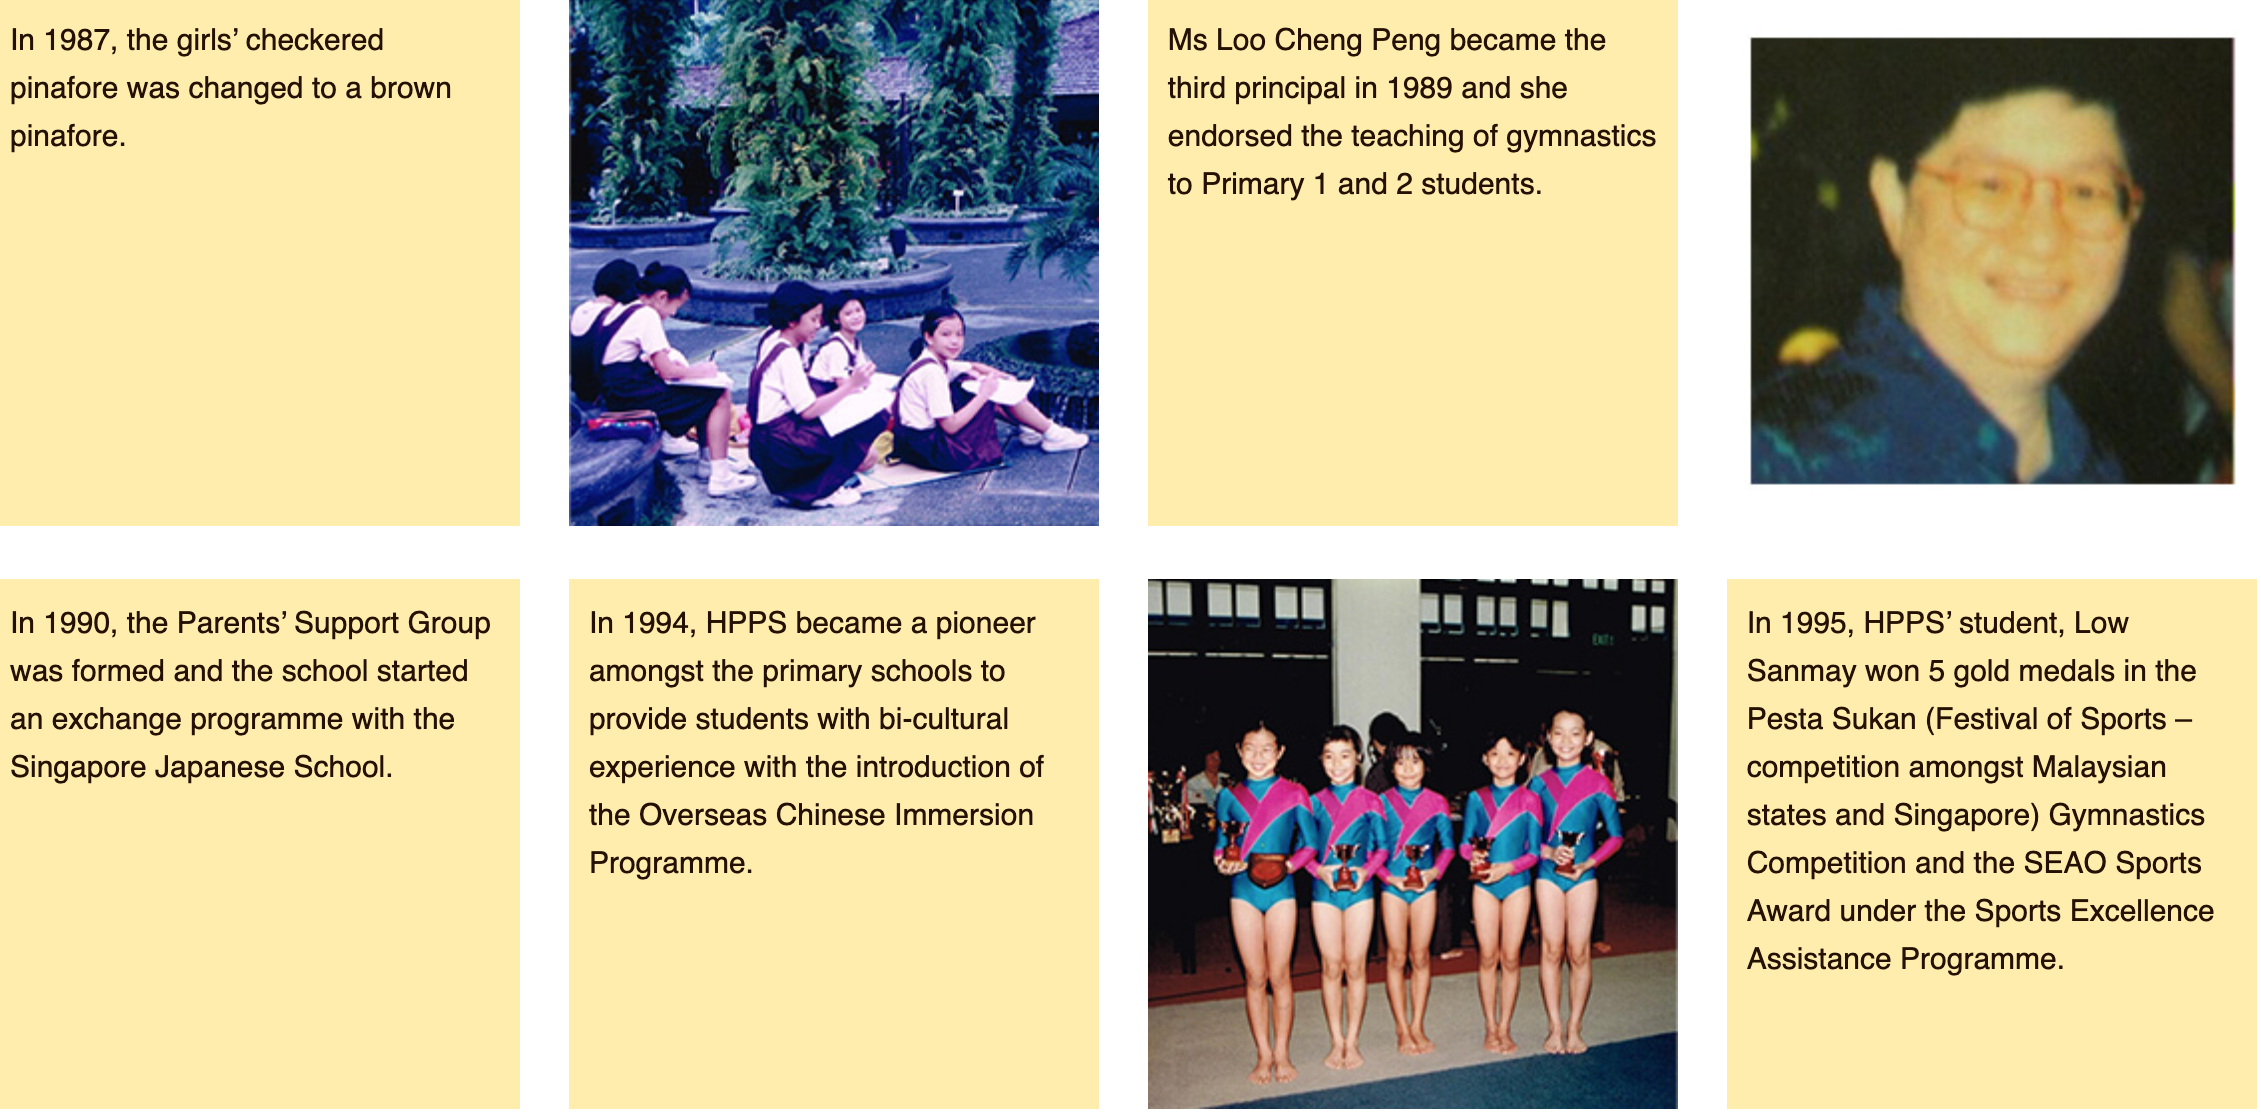 In 1987, the girls’ checkered
pinafore was changed to a brown
pinafore.
Ms Loo Cheng Peng became the
third principal in 1989 and she
endorsed the teaching of gymnastics
to Primary 1 and 2 students.
In 1990, the Parents’ Support Group
was formed and the school started
an exchange programme with the
Singapore Japanese School.
In 1994, HPPS became a pioneer
amongst the primary schools to
provide students with bi-cultural
experience with the introduction of
the Overseas Chinese Immersion
Programme.
EXIT
In 1995, HPPS’ student, Low
Sanmay won 5 gold medals in the
Pesta Sukan (Festival of Sports –
competition amongst Malaysian
states and Singapore) Gymnastics
Competition and the SEAO Sports
Award under the Sports Excellence
Assistance Programme.